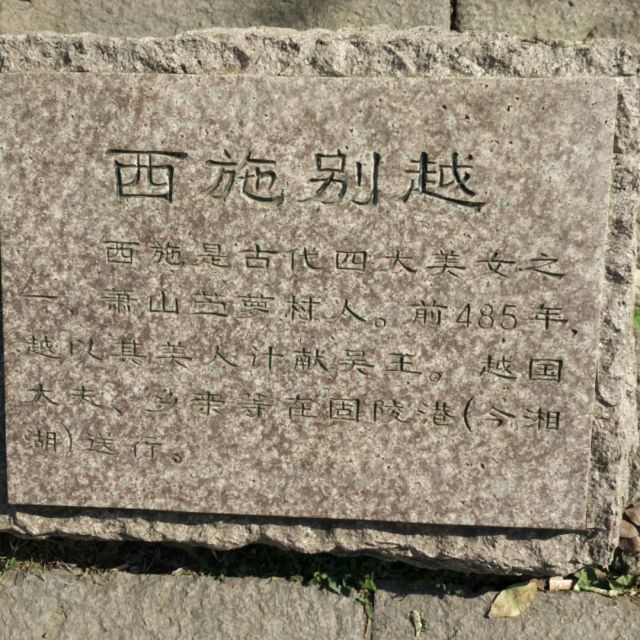 西施别越
西施是古代四大美女之
一，萧山苎萝村人。前485年，
越以其美人计献吴王。越国
大夫、乡来等在固陵港(今湘
湖)送行。